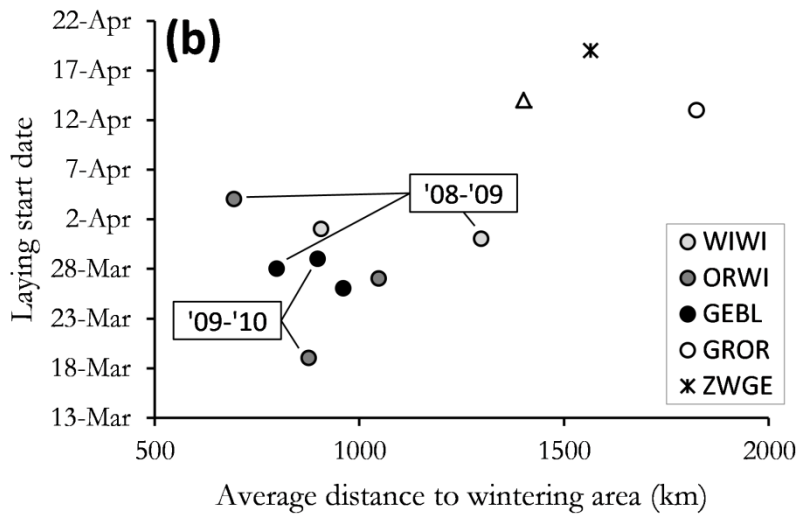 (b)
22-Apr
17-Apr
12-Apr
7-Apr
2-Apr
28-Mar
23-Mar
18-Mar
13-Mar
Laying start date
'08-'09
'09-'10
WIWI
ORWI
GEBL
GROR
ZWGE
500 1000 1500 2000
Average distance to wintering area (km)